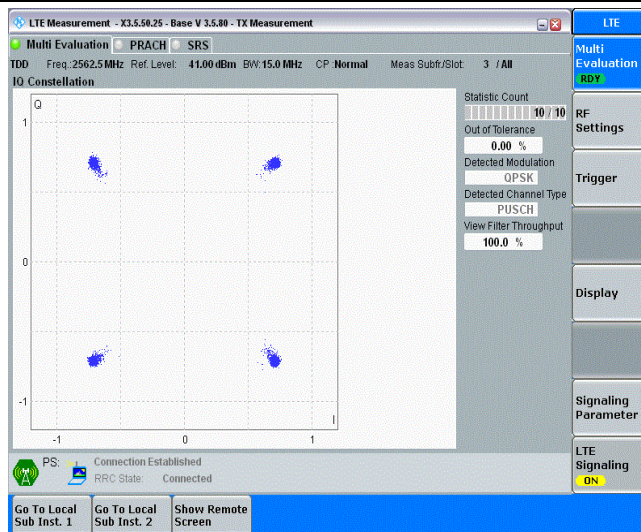 LTE Measurement - X3.5.50.25 - Base V 3.5.80 - TX Measurement
LTE
Multi Evaluation PRACH SRS
Multi
Evaluation
RDY
TDD Freq.:2562.5 MHz Ref. Level: 41.00 dBm BW:15.0 MHz CP :Normal Meas Subfr./Slot: 3 / All
IQ Constellation
Q
1
0
-1
-1 0 1
I
Statistic Count
10 / 10
Out of Tolerance
0.00 %
Detected Modulation
QPSK
Detected Channel Type
PUSCH
View Filter Throughput
100.0 %
RF
Settings
Trigger
Display
Signaling
Parameter
LTE
Signaling
ON
PS: Connection Established
RRC State: Connected
Go To Local
Sub Inst. 1
Go To Local
Sub Inst. 2
Show Remote
Screen